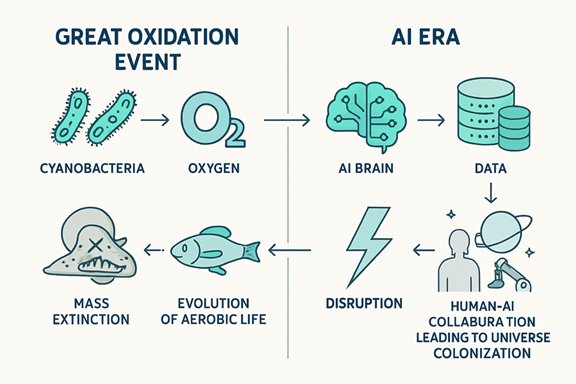 GREAT OXIDATION
EVENT
AI ERA
O2
CYANOBACTERIA
OXYGEN
AI BRAIN
DATA
MASS
EXTINCTION
EVOLUTION
OF AEROBIC LIFE
DISRUPTION
HUMAN-AI
COLLABURA TION
LEADING TO UNIVERSE
COLONIZATION